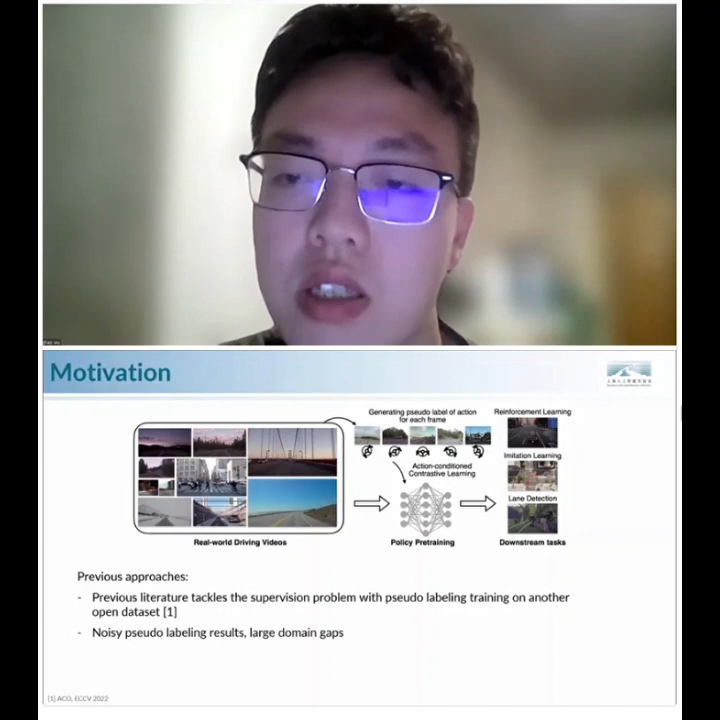 Motivation
Generating pseudo label of action
for each frame
Reinforcement Learning
Action-conditioned
Contrastive Learning
Imitation Learning
Lane Detection
Real-world Driving Videos
Policy Pretraining
Downstream tasks
Previous approaches:
- Previous literature tackles the supervision problem with pseudo labeling training on another
open dataset [1]
- Noisy pseudo labeling results, large domain gaps
[1] ACO, ECCV 2022